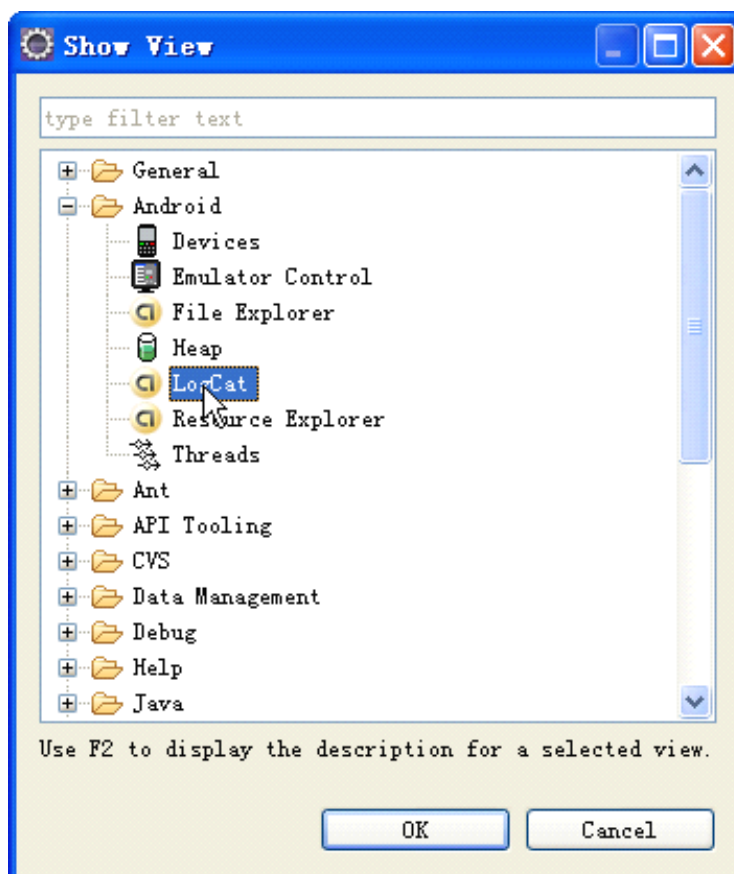 Show View
type filter text
General
Android
Devices
Emulator Control
File Explorer
Heap
LogCat
Resource Explorer
Threads
Ant
API Tooling
CVS
Data Management
Debug
Help
Java
Use F2 to display the description for a selected view.
OK
Cancel